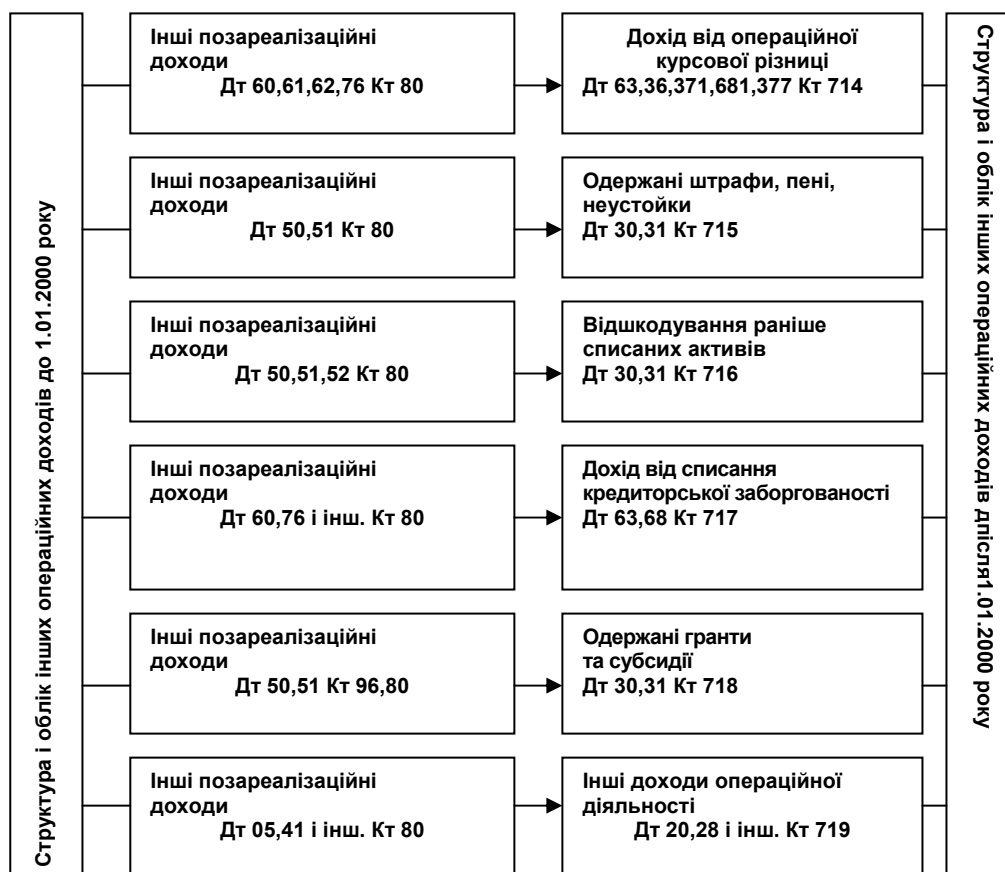 Структура і облік інших операційних доходів до 1.01.2000 року
Інші позареалізаційні
доходи
Дт 60,61,62,76 Кт 80
Дохід від операційної
курсової різниці
Дт 63,36,371,681,377 Кт 714
Інші позареалізаційні
доходи
Дт 50,51 Кт 80
Одержані штрафи, пені,
неустойки
Дт 30,31 Кт 715
Інші позареалізаційні
доходи
Дт 50,51,52 Кт 80
Відшкодування раніше
списаних активів
Дт 30,31 Кт 716
Інші позареалізаційні
доходи
Дт 60,76 і інш. Кт 80
Дохід від списання
кредиторської заборгованості
Дт 63,68 Кт 717
Інші позареалізаційні
доходи
Дт 50,51 Кт 96,80
Одержані гранти
та субсидії
Дт 30,31 Кт 718
Інші позареалізаційні
доходи
Дт 05,41 і інш. Кт 80
Інші доходи операційної
діяльності
Дт 20,28 і інш. Кт 719
Структура і облік інших операційних доходів дпісля1.01.2000 року